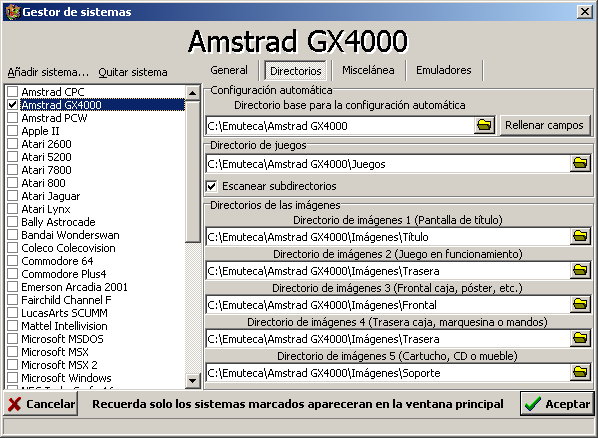 Gestor de sistemas
Amstrad GX4000
Añadir sistema... Quitar sistema
General Directorios Miscelánea Emuladores
Amstrad CPC
Amstrad GX4000
Amstrad PCW
Apple II
Atari 2600
Atari 5200
Atari 7800
Atari 800
Atari Jaguar
Atari Lynx
Bally Astrocade
Bandai Wonderswan
Coleco Colecovision
Commodore 64
Commodore Plus4
Emerson Arcadia 2001
Fairchild Channel F
LucasArts SCUMM
Mattel Intellivision
Microsoft MSDOS
Microsoft MSX
Microsoft MSX 2
Microsoft Windows
Configuración automática
Directorio base para la configuración automática
C:\Emuteca\Amstrad GX4000 Rellenar campos
Directorio de juegos
C:\Emuteca\Amstrad GX4000\Juegos
Escanear subdirectorios
Directorios de las imágenes
Directorio de imágenes 1 (Pantalla de título)
C:\Emuteca\Amstrad GX4000\Imágenes\Título
Directorio de imágenes 2 (Juego en funcionamiento)
C:\Emuteca\Amstrad GX4000\Imágenes\Trasera
Directorio de imágenes 3 (Frontal caja, póster, etc.)
C:\Emuteca\Amstrad GX4000\Imágenes\Frontal
Directorio de imágenes 4 (Trasera caja, marquesina o mandos)
C:\Emuteca\Amstrad GX4000\Imágenes\Trasera
Directorio de imágenes 5 (Cartucho, CD o mueble)
C:\Emuteca\Amstrad GX4000\Imágenes\Soporte
Cancelar Recuerda solo los sistemas marcados apareceran en la ventana principal Aceptar